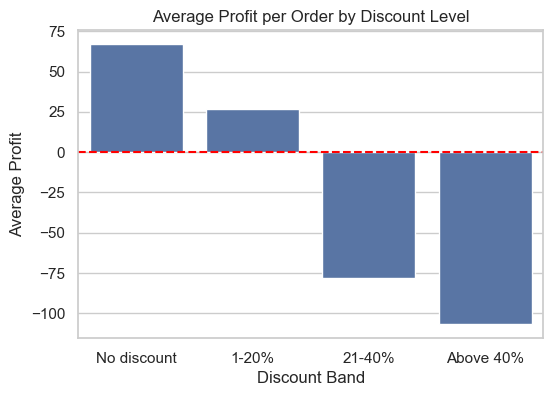 Average Profit per Order by Discount Level
75
50
25
0
−25
−50
−75
−100
Average Profit
No discount 1-20% 21-40% Above 40%
Discount Band